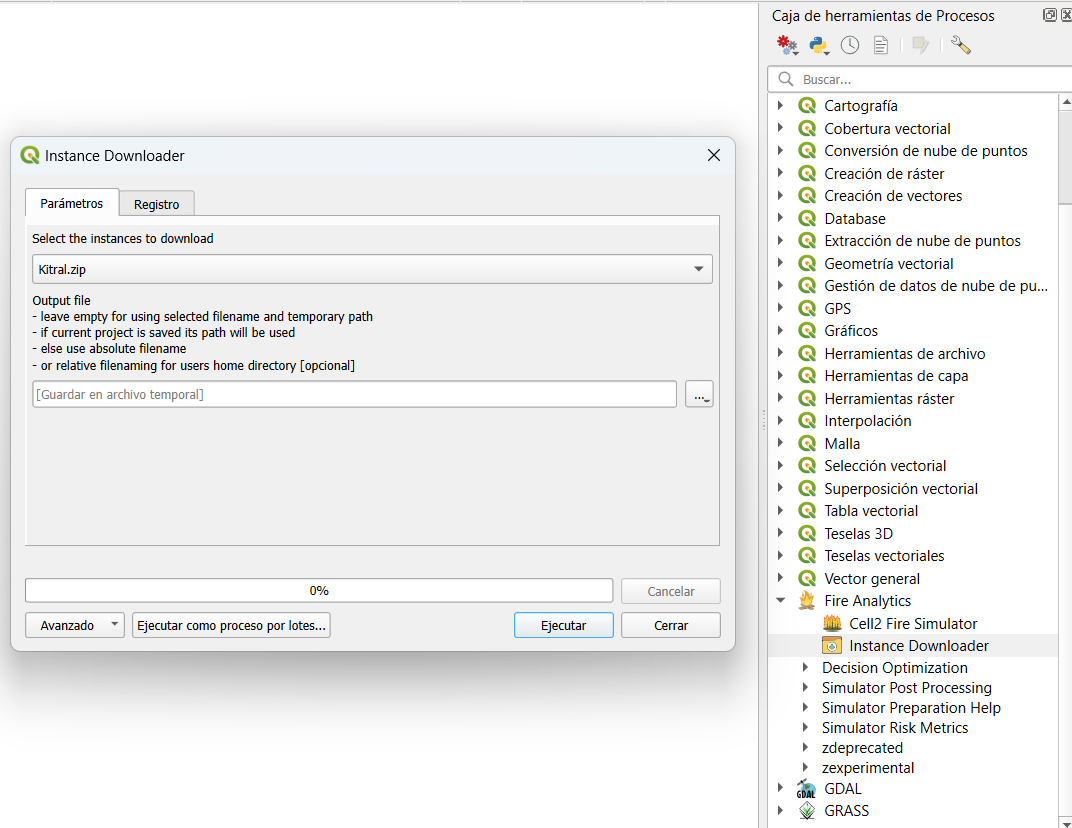 Caja de herramientas de Procesos
Buscar...
Cartografía
Cobertura vectorial
Conversión de nube de puntos
Creación de ráster
Creación de vectores
Database
Extracción de nube de puntos
Geometría vectorial
Gestión de datos de nube de pu...
GPS
Gráficos
Herramientas de archivo
Herramientas de capa
Herramientas ráster
Interpolación
Malla
Selección vectorial
Superposición vectorial
Tabla vectorial
Teselas 3D
Teselas vectoriales
Vector general
Fire Analytics
Cell2 Fire Simulator
Instance Downloader
Decision Optimization
Simulator Post Processing
Simulator Preparation Help
Simulator Risk Metrics
zdeprecated
zexperimental
GDAL
GRASS
Instance Downloader
Parámetros Registro
Select the instances to download
Kitral.zip
Output file
- leave empty for using selected filename and temporary path
- if current project is saved its path will be used
- else use absolute filename
- or relative filenaming for users home directory [opcional]
[Guardar en archivo temporal] ...
0% Cancelar
Avanzado Ejecutar como proceso por lotes... Ejecutar Cerrar